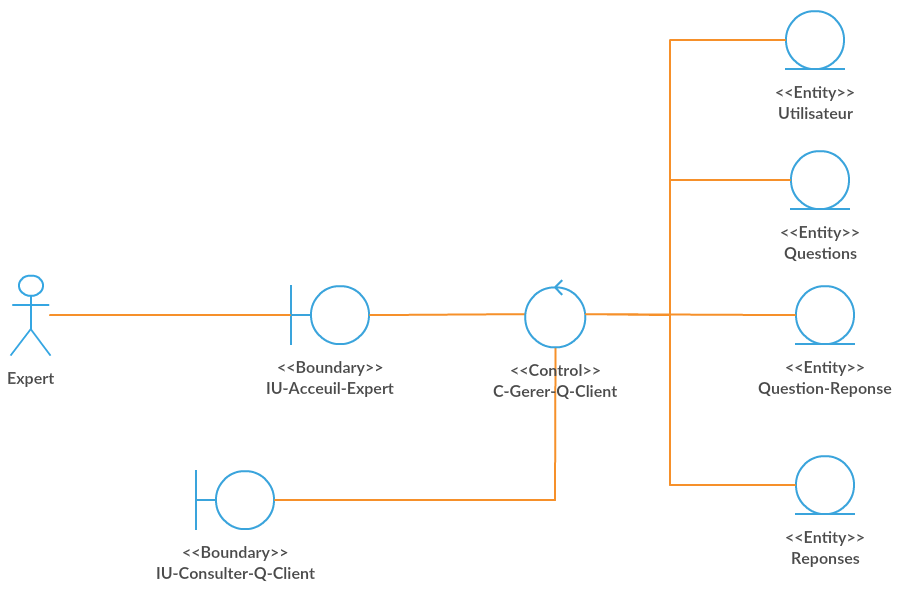 <<Entity>>
Utilisateur
<<Entity>>
Questions
Expert
<<Boundary>>
IU-Acceuil-Expert
<<Control>>
C-Gerer-Q-Client
<<Entity>>
Question-Reponse
<<Boundary>>
IU-Consulter-Q-Client
<<Entity>>
Reponses